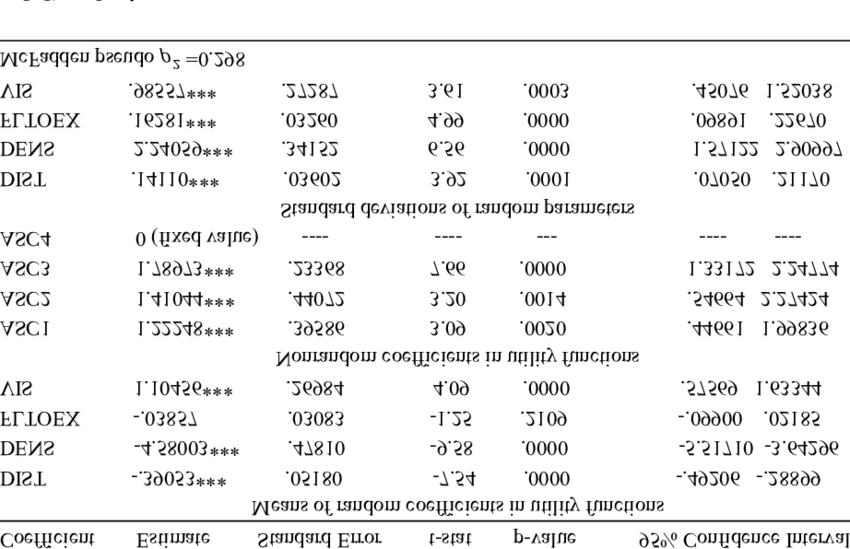 Coefficient Estimate Standard Error t-stat p-value 95% Confidence Interval
Means of random coefficients in utility functions
DIST -.39053*** .05180 -7.54 .0000 -.49206 -.28899
DENS -4.58003*** .47810 -9.58 .0000 -5.51710 -3.64296
FLTOEX -.03857 .03083 -1.25 .2109 -.09900 .02185
VIS 1.10456*** .26984 4.09 .0000 .57569 1.63344
Nonrandom coefficients in utility functions
ASC1 1.22248*** .39586 3.09 .0020 .44661 1.99836
ASC2 1.41044*** .44072 3.20 .0014 .54664 2.27424
ASC3 1.78973*** .23368 7.66 .0000 1.33172 2.24774
ASC4 0 (fixed value) ---- ---- --- ---- ----
Standard deviations of random parameters
DIST .14110*** .03602 3.92 .0001 .07050 .21170
DENS 2.24059*** .34152 6.56 .0000 1.57122 2.90997
FLTOEX .16281*** .03260 4.99 .0000 .09891 .22670
VIS .98557*** .27287 3.61 .0003 .45076 1.52038
McFadden pseudo ρ² =0.298